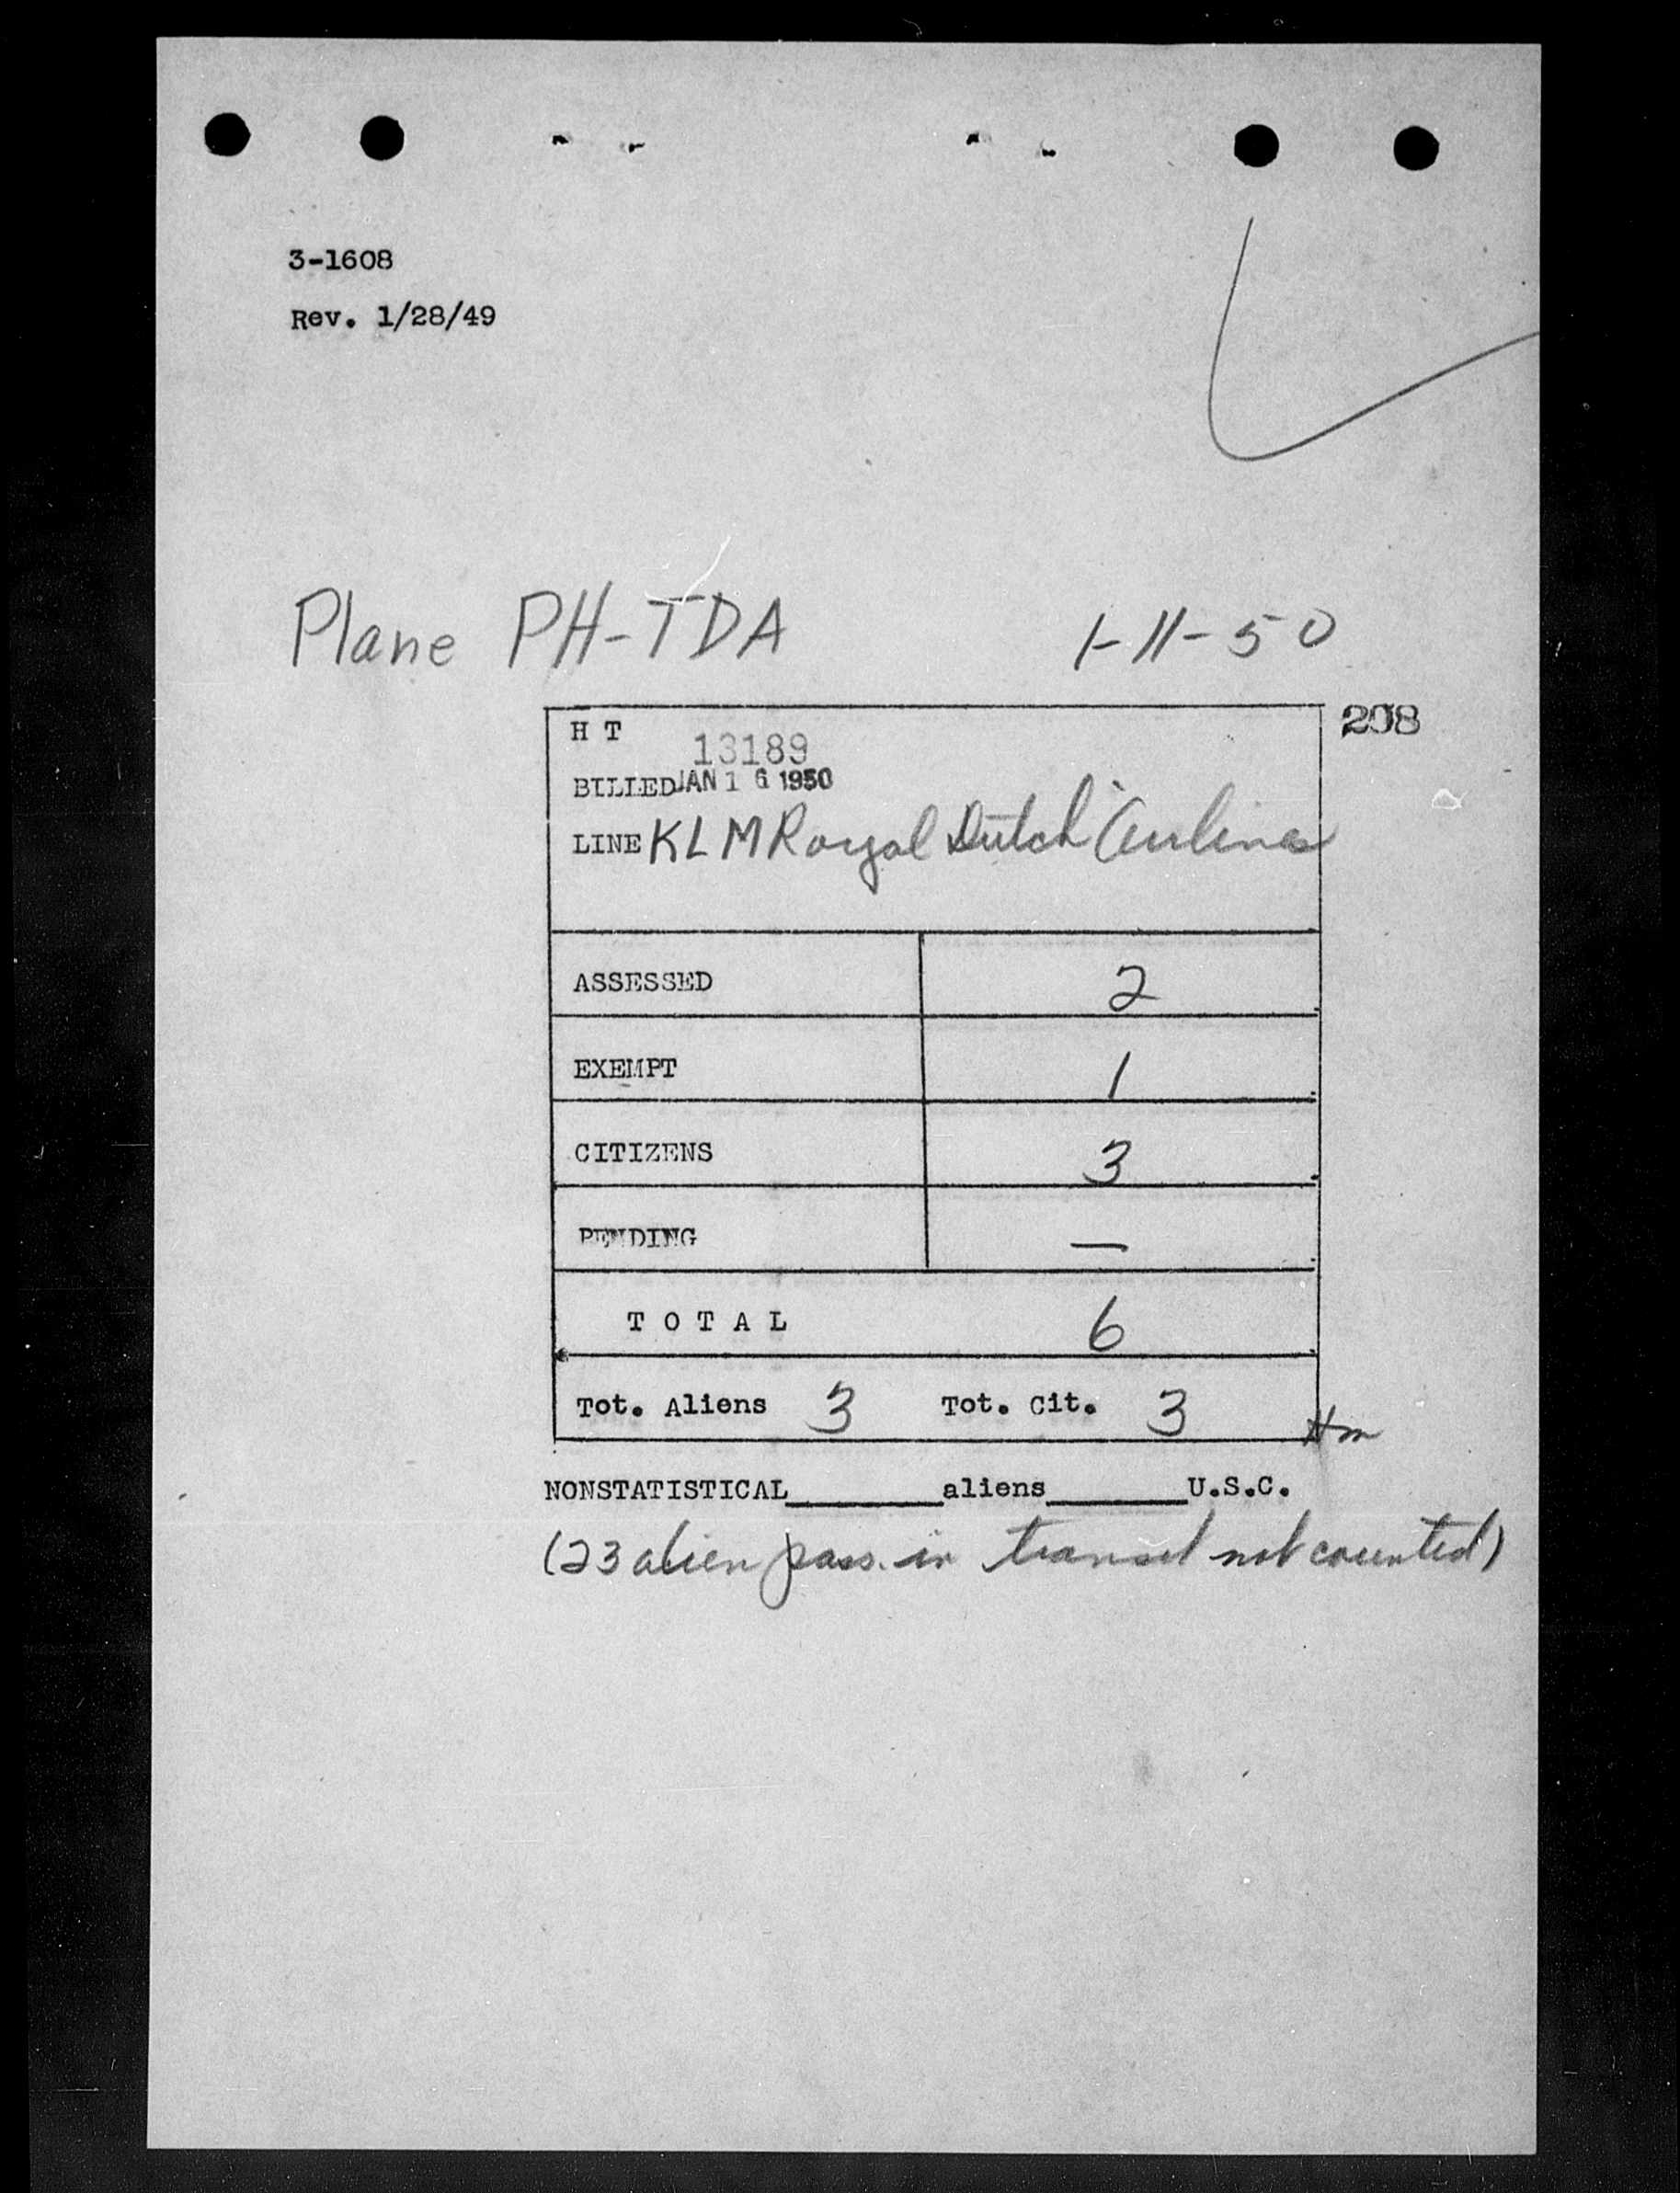 3-1608
Rev. 1/28/49
Plane PH-TDA 1-11-50
208
H T 13189
BILLED JAN 16 1950
LINE KLM Royal Dutch Airlines
ASSESSED 2
EXEMPT 1
CITIZENS 3
PENDING —
TOTAL 6
Tot. Aliens 3 Tot. Cit. 3
NONSTATISTICAL________aliens_______U.S.C.
(23 alien pass. in transit not counted)